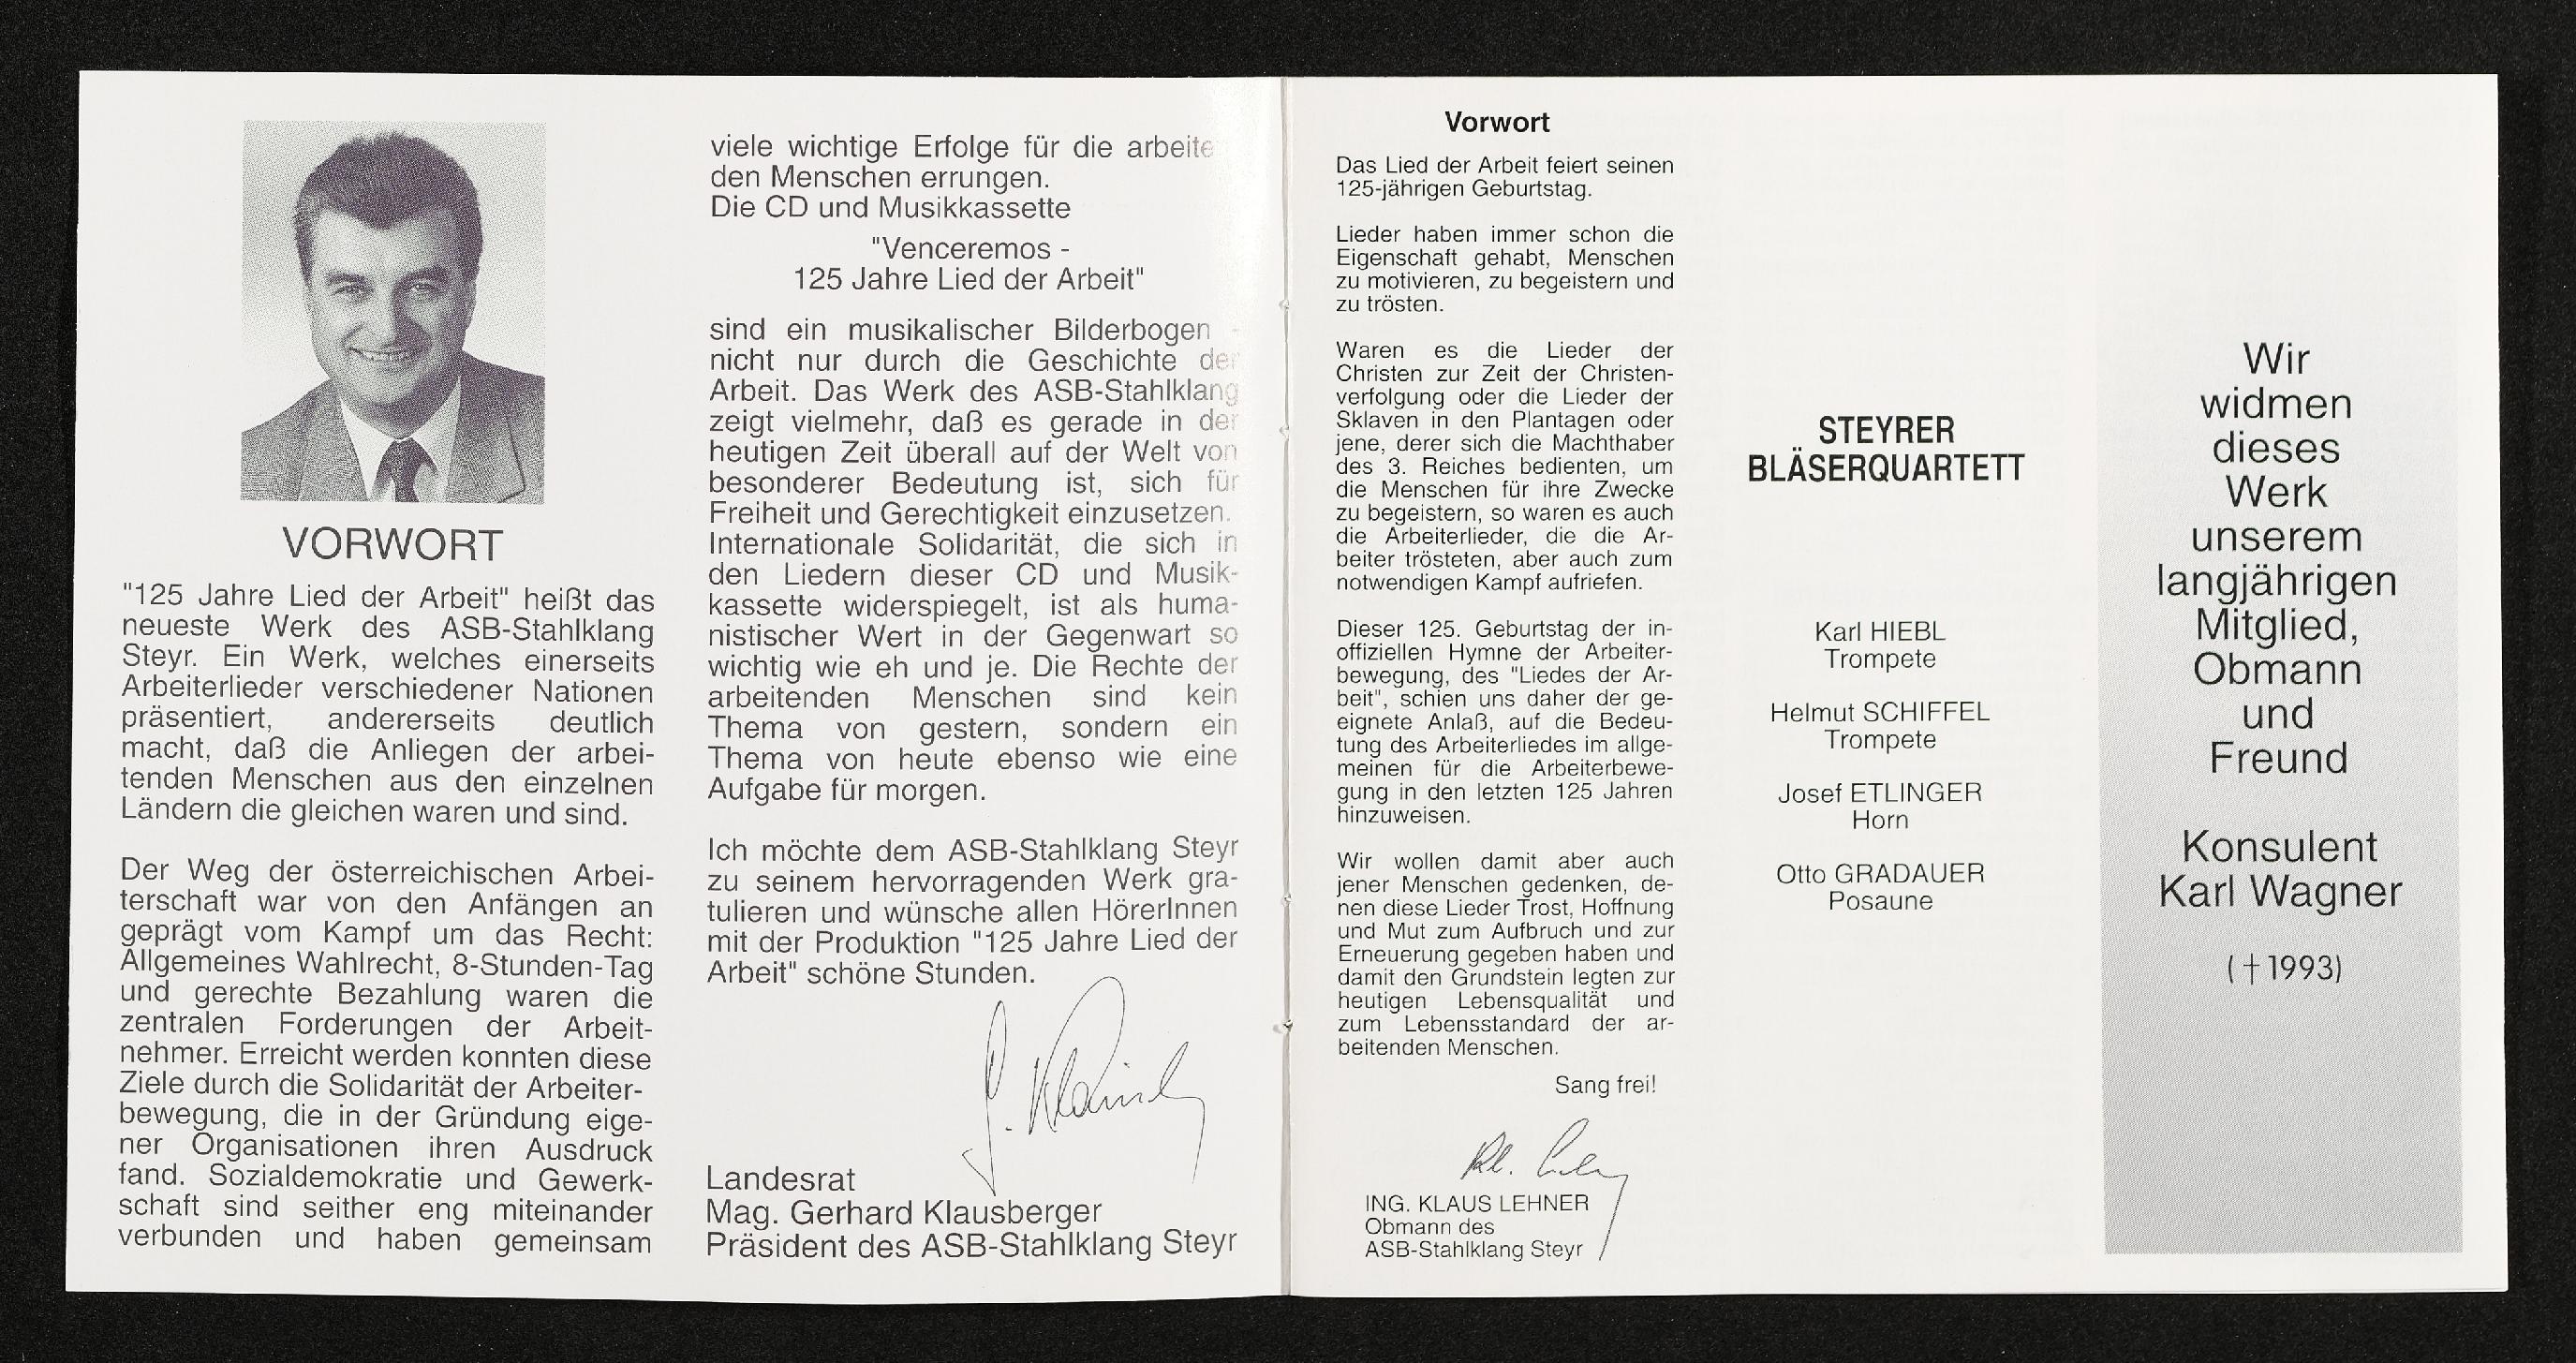 VORWORT
"125 Jahre Lied der Arbeit" heißt das
neueste Werk des ASB-Stahlklang
Steyr. Ein Werk, welches einerseits
Arbeiterlieder verschiedener Nationen
präsentiert, andererseits deutlich
macht, daß die Anliegen der arbei-
tenden Menschen aus den einzelnen
Ländern die gleichen waren und sind.
Der Weg der österreichischen Arbei-
terschaft war von den Anfängen an
geprägt vom Kampf um das Recht:
Allgemeines Wahlrecht, 8-Stunden-Tag
und gerechte Bezahlung waren die
zentralen Forderungen der Arbeit-
nehmer. Erreicht werden konnten diese
Ziele durch die Solidarität der Arbeiter-
bewegung, die in der Gründung eige-
ner Organisationen ihren Ausdruck
fand. Sozialdemokratie und Gewerk-
schaft sind seither eng miteinander
verbunden und haben gemeinsam
viele wichtige Erfolge für die arbeite
den Menschen errungen.
Die CD und Musikkassette
"Venceremos -
125 Jahre Lied der Arbeit"
sind ein musikalischer Bilderbogen -
nicht nur durch die Geschichte der
Arbeit. Das Werk des ASB-Stahlklang
zeigt vielmehr, daß es gerade in der
heutigen Zeit überall auf der Welt von
besonderer Bedeutung ist, sich für
Freiheit und Gerechtigkeit einzusetzen.
Internationale Solidarität, die sich in
den Liedern dieser CD und Musik-
kassette widerspiegelt, ist als huma-
nistischer Wert in der Gegenwart so
wichtig wie eh und je. Die Rechte der
arbeitenden Menschen sind kein
Thema von gestern, sondern ein
Thema von heute ebenso wie eine
Aufgabe für morgen.
Ich möchte dem ASB-Stahlklang Steyr
zu seinem hervorragenden Werk gra-
tulieren und wünsche allen HörerInnen
mit der Produktion "125 Jahre Lied der
Arbeit" schöne Stunden.
Landesrat
Mag. Gerhard Klausberger
Präsident des ASB-Stahlklang Steyr
Vorwort
Das Lied der Arbeit feiert seinen
125-jährigen Geburtstag.
Lieder haben immer schon die
Eigenschaft gehabt, Menschen
zu motivieren, zu begeistern und
zu trösten.
Waren es die Lieder der
Christen zur Zeit der Christen-
verfolgung oder die Lieder der
Sklaven in den Plantagen oder
jene, derer sich die Machthaber
des 3. Reiches bedienten, um
die Menschen für ihre Zwecke
zu begeistern, so waren es auch
die Arbeiterlieder, die die Ar-
beiter trösteten, aber auch zum
notwendigen Kampf aufriefen.
Dieser 125. Geburtstag der in-
offiziellen Hymne der Arbeiter-
bewegung, des "Liedes der Ar-
beit", schien uns daher der ge-
eignete Anlaß, auf die Bedeu-
tung des Arbeiterliedes im allge-
meinen für die Arbeiterbewe-
gung in den letzten 125 Jahren
hinzuweisen.
Wir wollen damit aber auch
jener Menschen gedenken, de-
nen diese Lieder Trost, Hoffnung
und Mut zum Aufbruch und zur
Erneuerung gegeben haben und
damit den Grundstein legten zur
heutigen Lebensqualität und
zum Lebensstandard der ar-
beitenden Menschen.
Sang frei!
ING. KLAUS LEHNER
Obmann des
ASB-Stahlklang Steyr
STEYRER
BLÄSERQUARTETT
Karl HIEBL
Trompete
Helmut SCHIFFEL
Trompete
Josef ETLINGER
Horn
Otto GRADAUER
Posaune
Wir
widmen
dieses
Werk
unserem
langjährigen
Mitglied,
Obmann
und
Freund
Konsulent
Karl Wagner
(†1993)